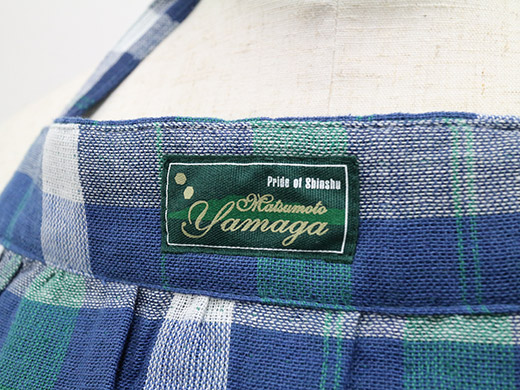 Pride of Shinshu
Matsumoto
Yamaga